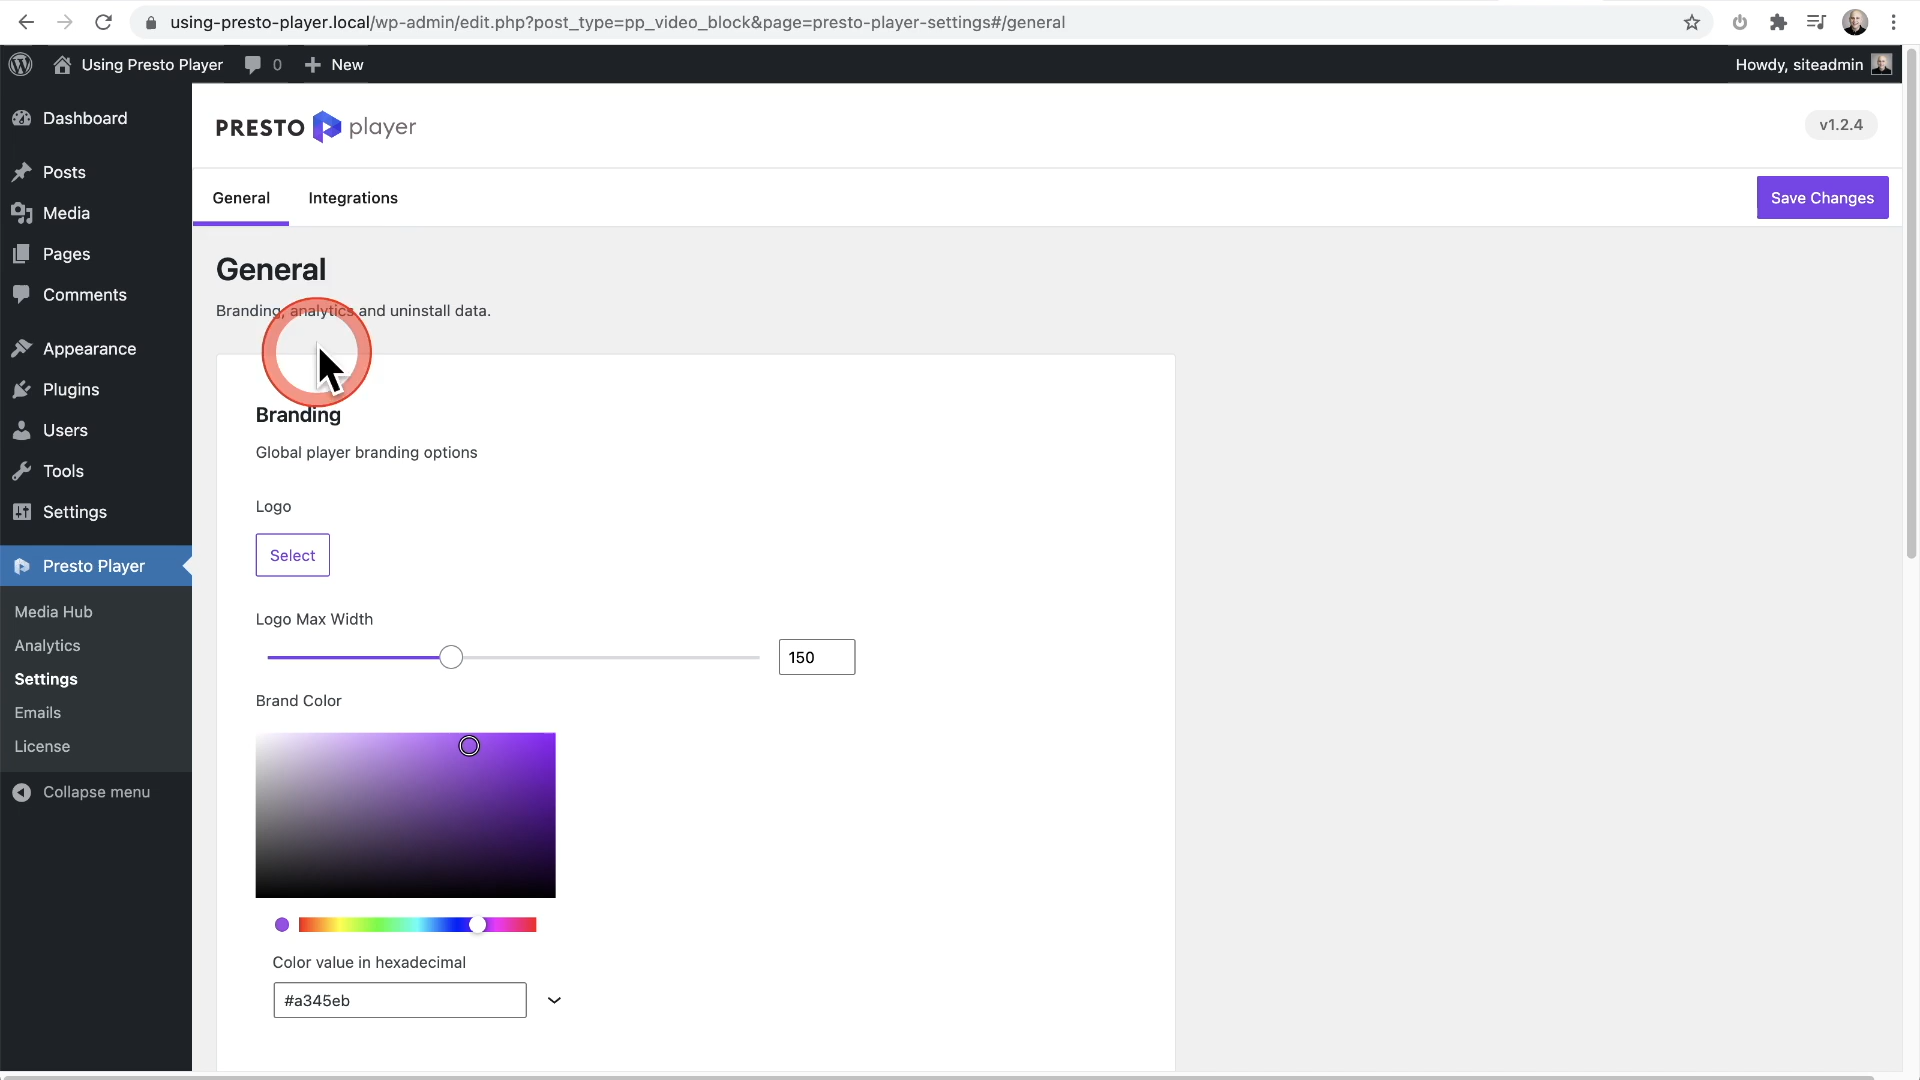 using-presto-player.local/wp-admin/edit.php?post_type=pp_video_block&page=presto-player-settings#/general
Using Presto Player
0
New
Howdy, siteadmin
Dashboard
Posts
Media
Pages
Comments
Appearance
Plugins
Users
Tools
Settings
Presto Player
Media Hub
Analytics
Settings
Emails
License
Collapse menu
PRESTO player
v1.2.4
General
Integrations
Save Changes
General
Branding, analytics and uninstall data.
Branding
Global player branding options
Logo
Select
Logo Max Width
150
Brand Color
Color value in hexadecimal
#a345eb